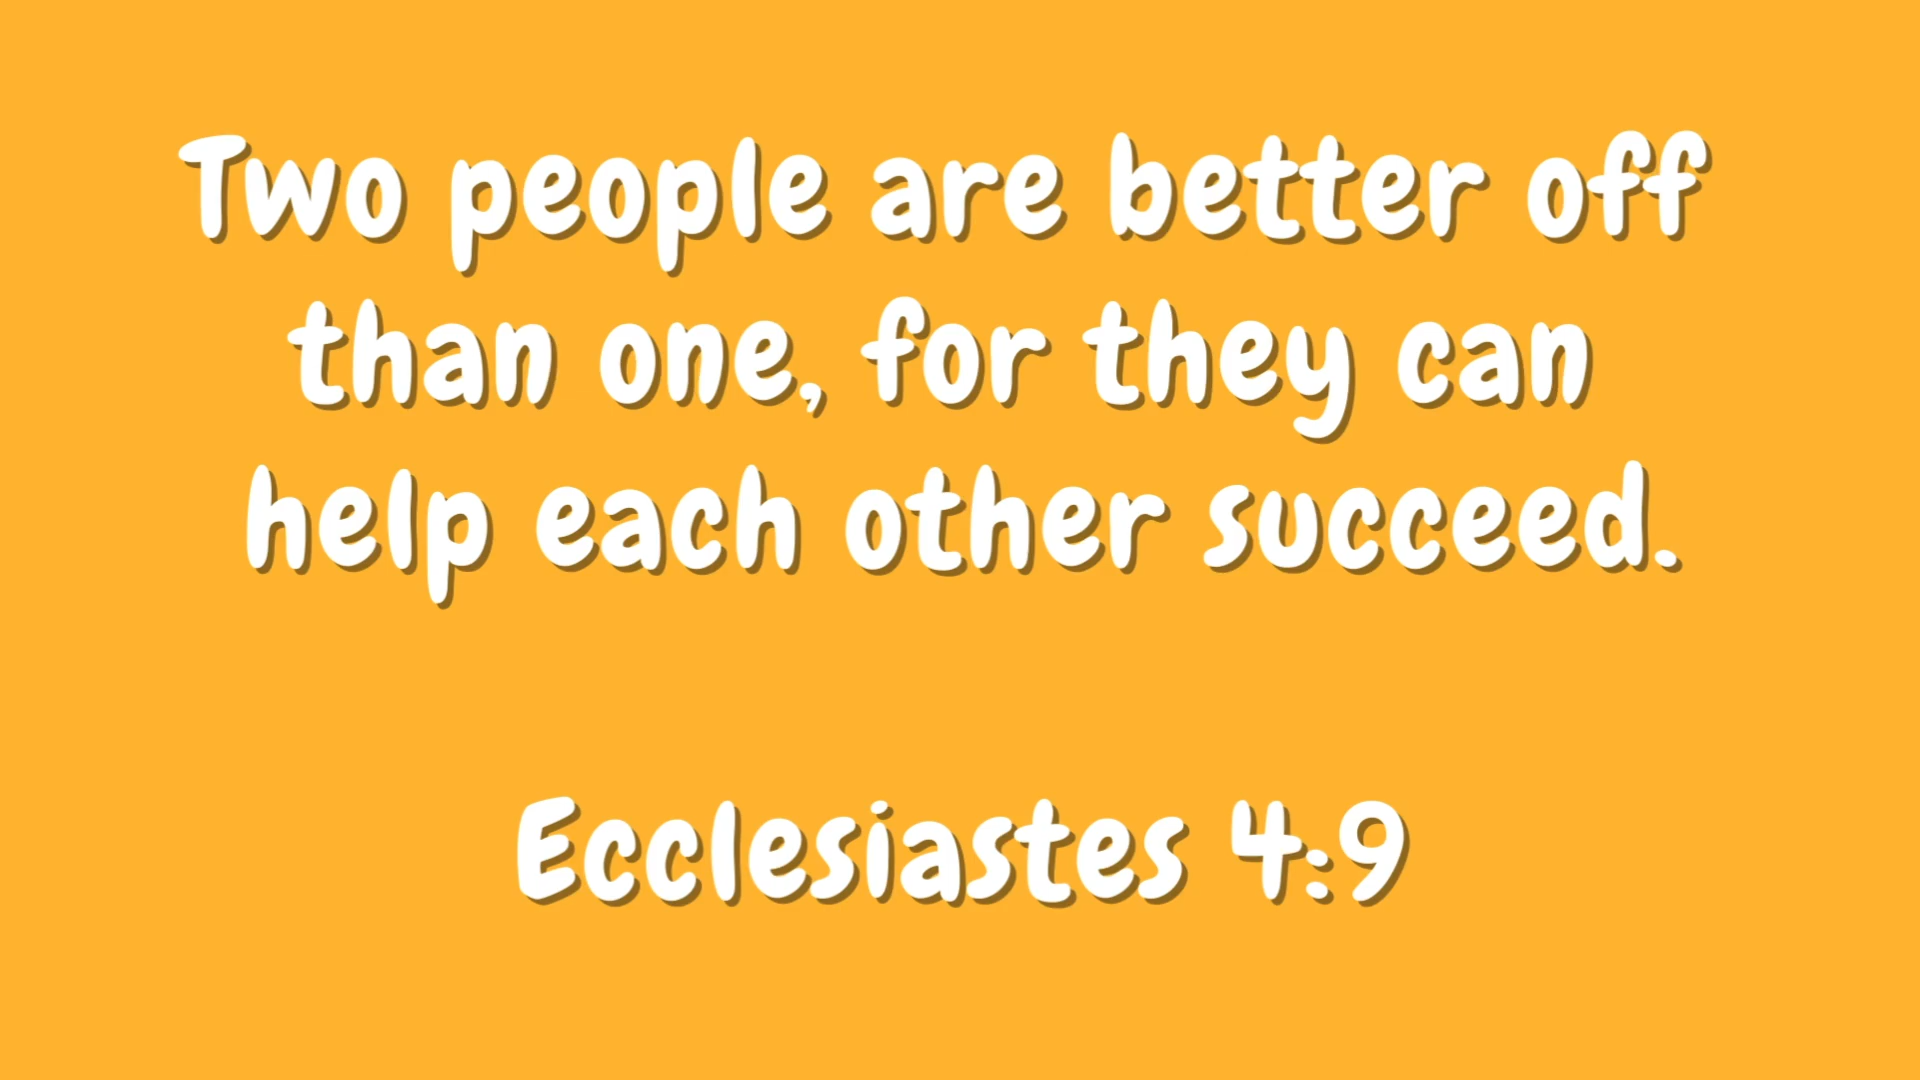 Two people are better off
than one, for they can
help each other succeed.
Ecclesiastes 4:9